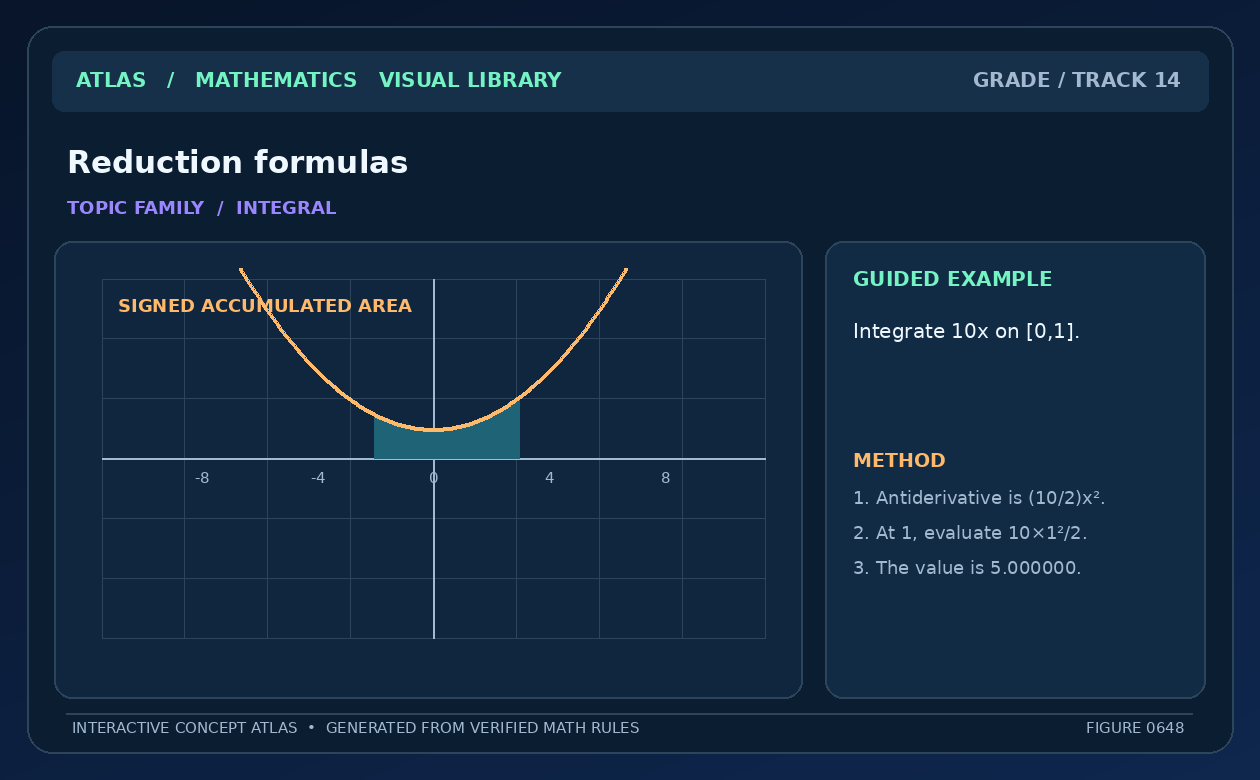 ATLAS / MATHEMATICS VISUAL LIBRARY
GRADE / TRACK 14
Reduction formulas
TOPIC FAMILY / INTEGRAL
SIGNED ACCUMULATED AREA
-8 -4 0 4 8
GUIDED EXAMPLE
Integrate 10x on [0,1].
METHOD
1. Antiderivative is (10/2)x².
2. At 1, evaluate 10×1²/2.
3. The value is 5.000000.
INTERACTIVE CONCEPT ATLAS • GENERATED FROM VERIFIED MATH RULES
FIGURE 0648